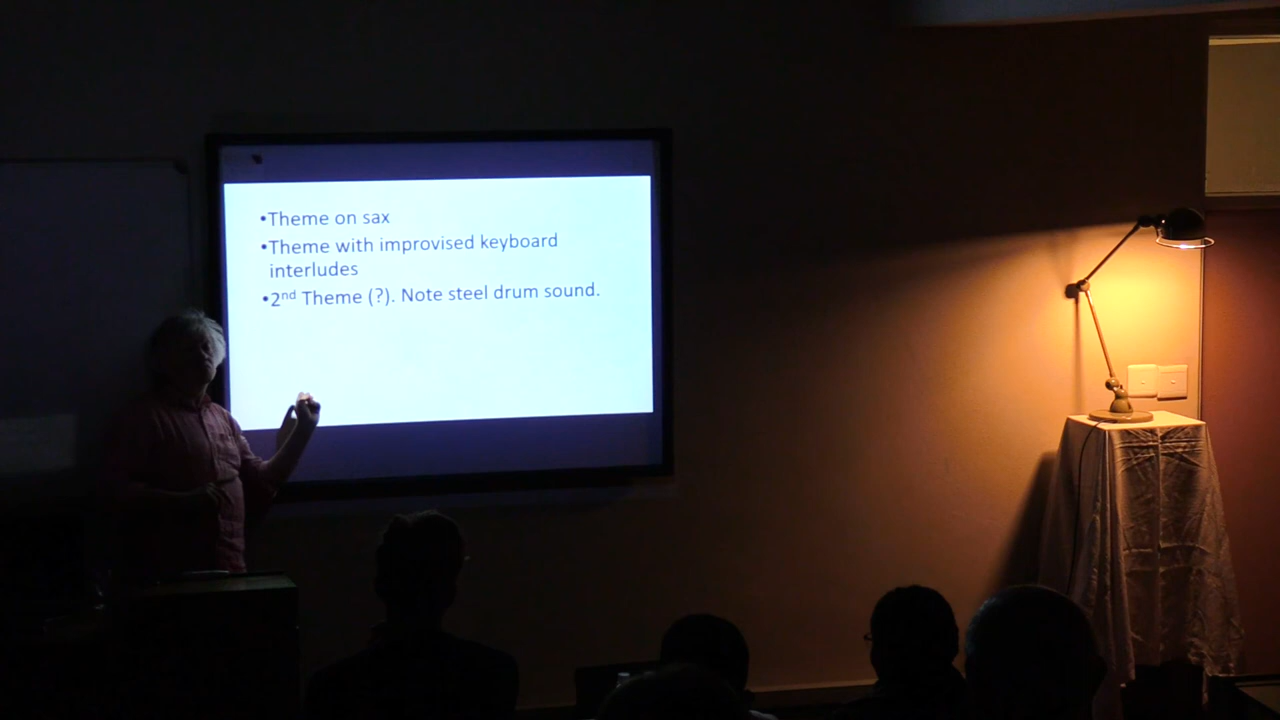 •Theme on sax
•Theme with improvised keyboard
interludes
•2nd Theme (?). Note steel drum sound.